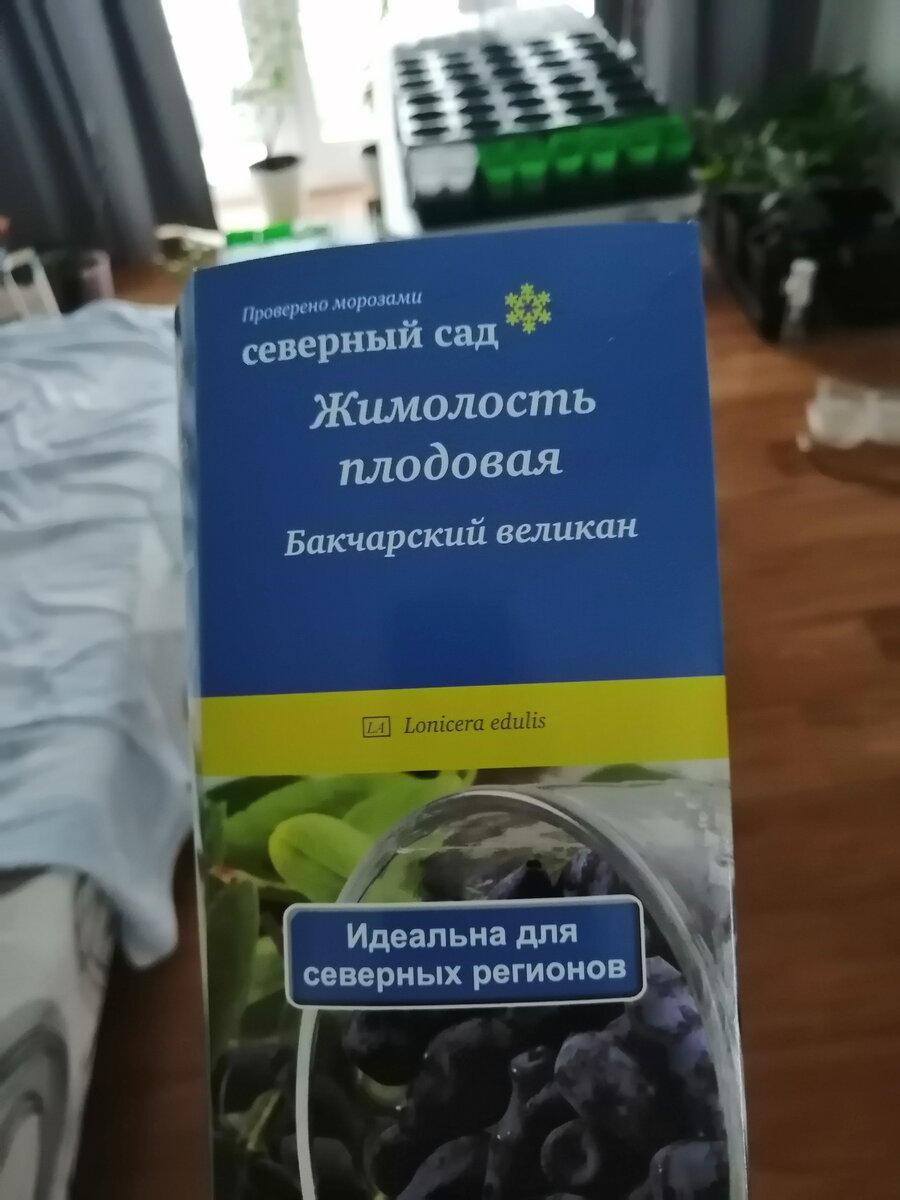 Проверено морозами
северный сад
Жимолость
плодовая
Бакчарский великан
LA Lonicera edulis
Идеальна для
северных регионов